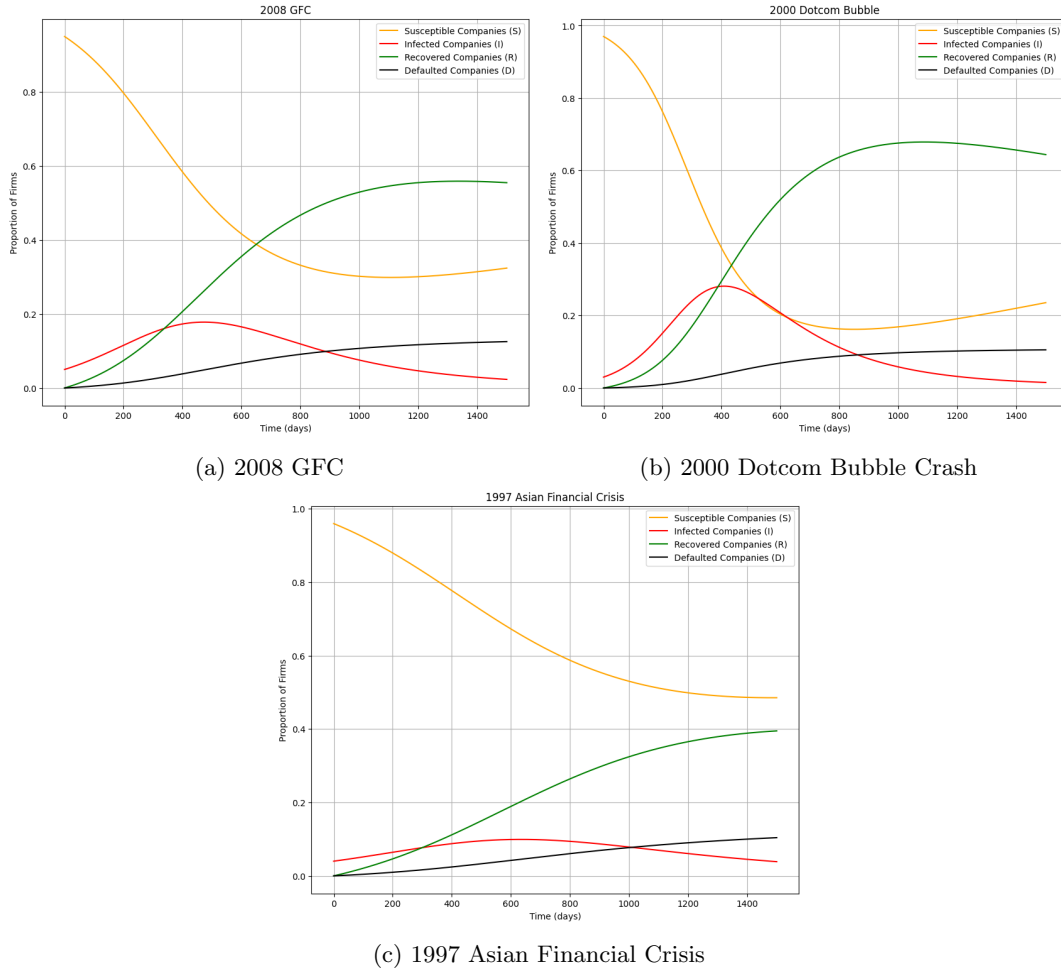 2008 GFC
Susceptible Companies (S)
Infected Companies (I)
Recovered Companies (R)
Defaulted Companies (D)
Proportion of Firms
0.8
0.6
0.4
0.2
0.0
0 200 400 600 800 1000 1200 1400
Time (days)
(a) 2008 GFC
2000 Dotcom Bubble
Susceptible Companies (S)
Infected Companies (I)
Recovered Companies (R)
Defaulted Companies (D)
Proportion of Firms
1.0
0.8
0.6
0.4
0.2
0.0
0 200 400 600 800 1000 1200 1400
Time (days)
(b) 2000 Dotcom Bubble Crash
1997 Asian Financial Crisis
Susceptible Companies (S)
Infected Companies (I)
Recovered Companies (R)
Defaulted Companies (D)
Proportion of Firms
1.0
0.8
0.6
0.4
0.2
0.0
0 200 400 600 800 1000 1200 1400
Time (days)
(c) 1997 Asian Financial Crisis